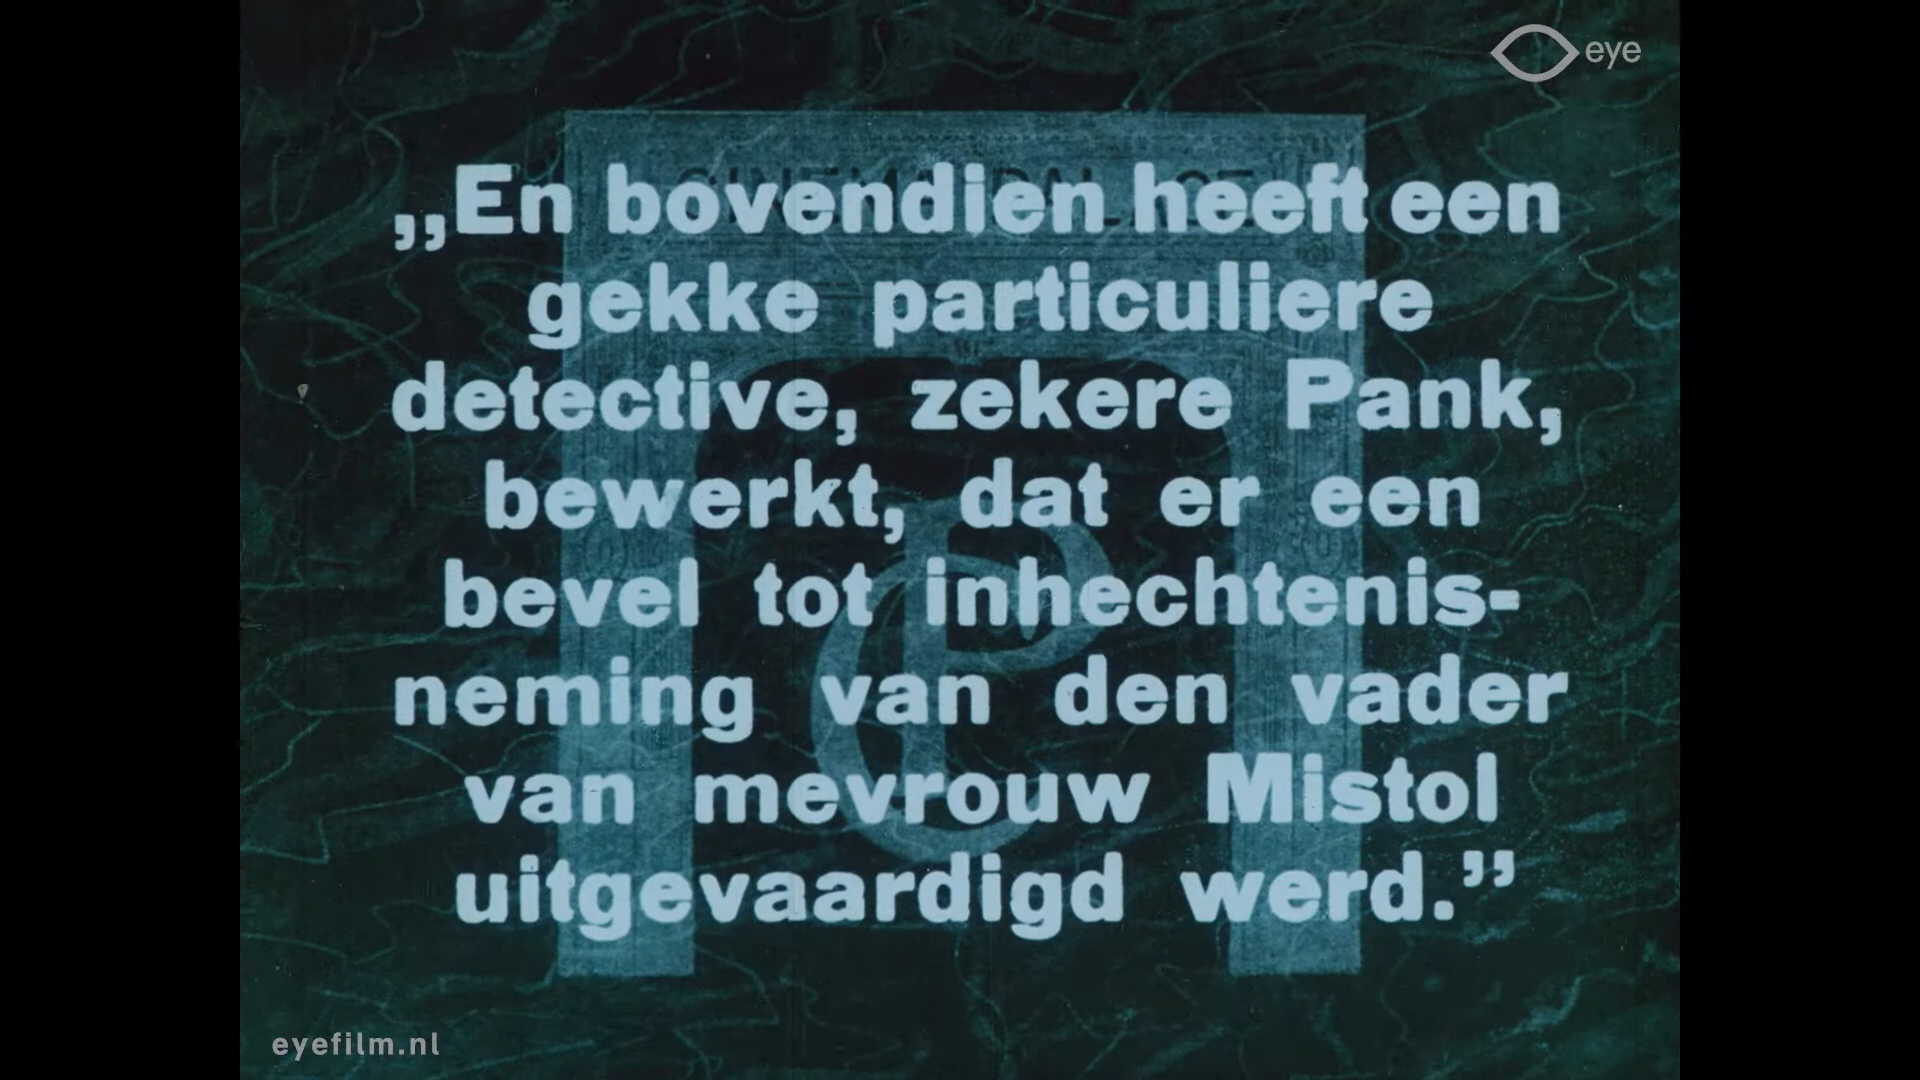 eye
„En bovendien heeft een
gekke particuliere
detective, zekere Pank,
bewerkt, dat er een
bevel tot inhechtenis-
neming van den vader
van mevrouw Mistol
uitgevaardigd werd.”
eyefilm.nl